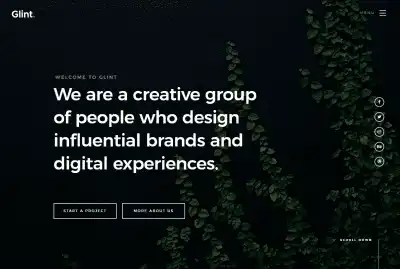 Glint.
MENU
WELCOME TO GLINT
We are a creative group
of people who design
influential brands and
digital experiences.
START A PROJECT
MORE ABOUT US
SCROLL DOWN